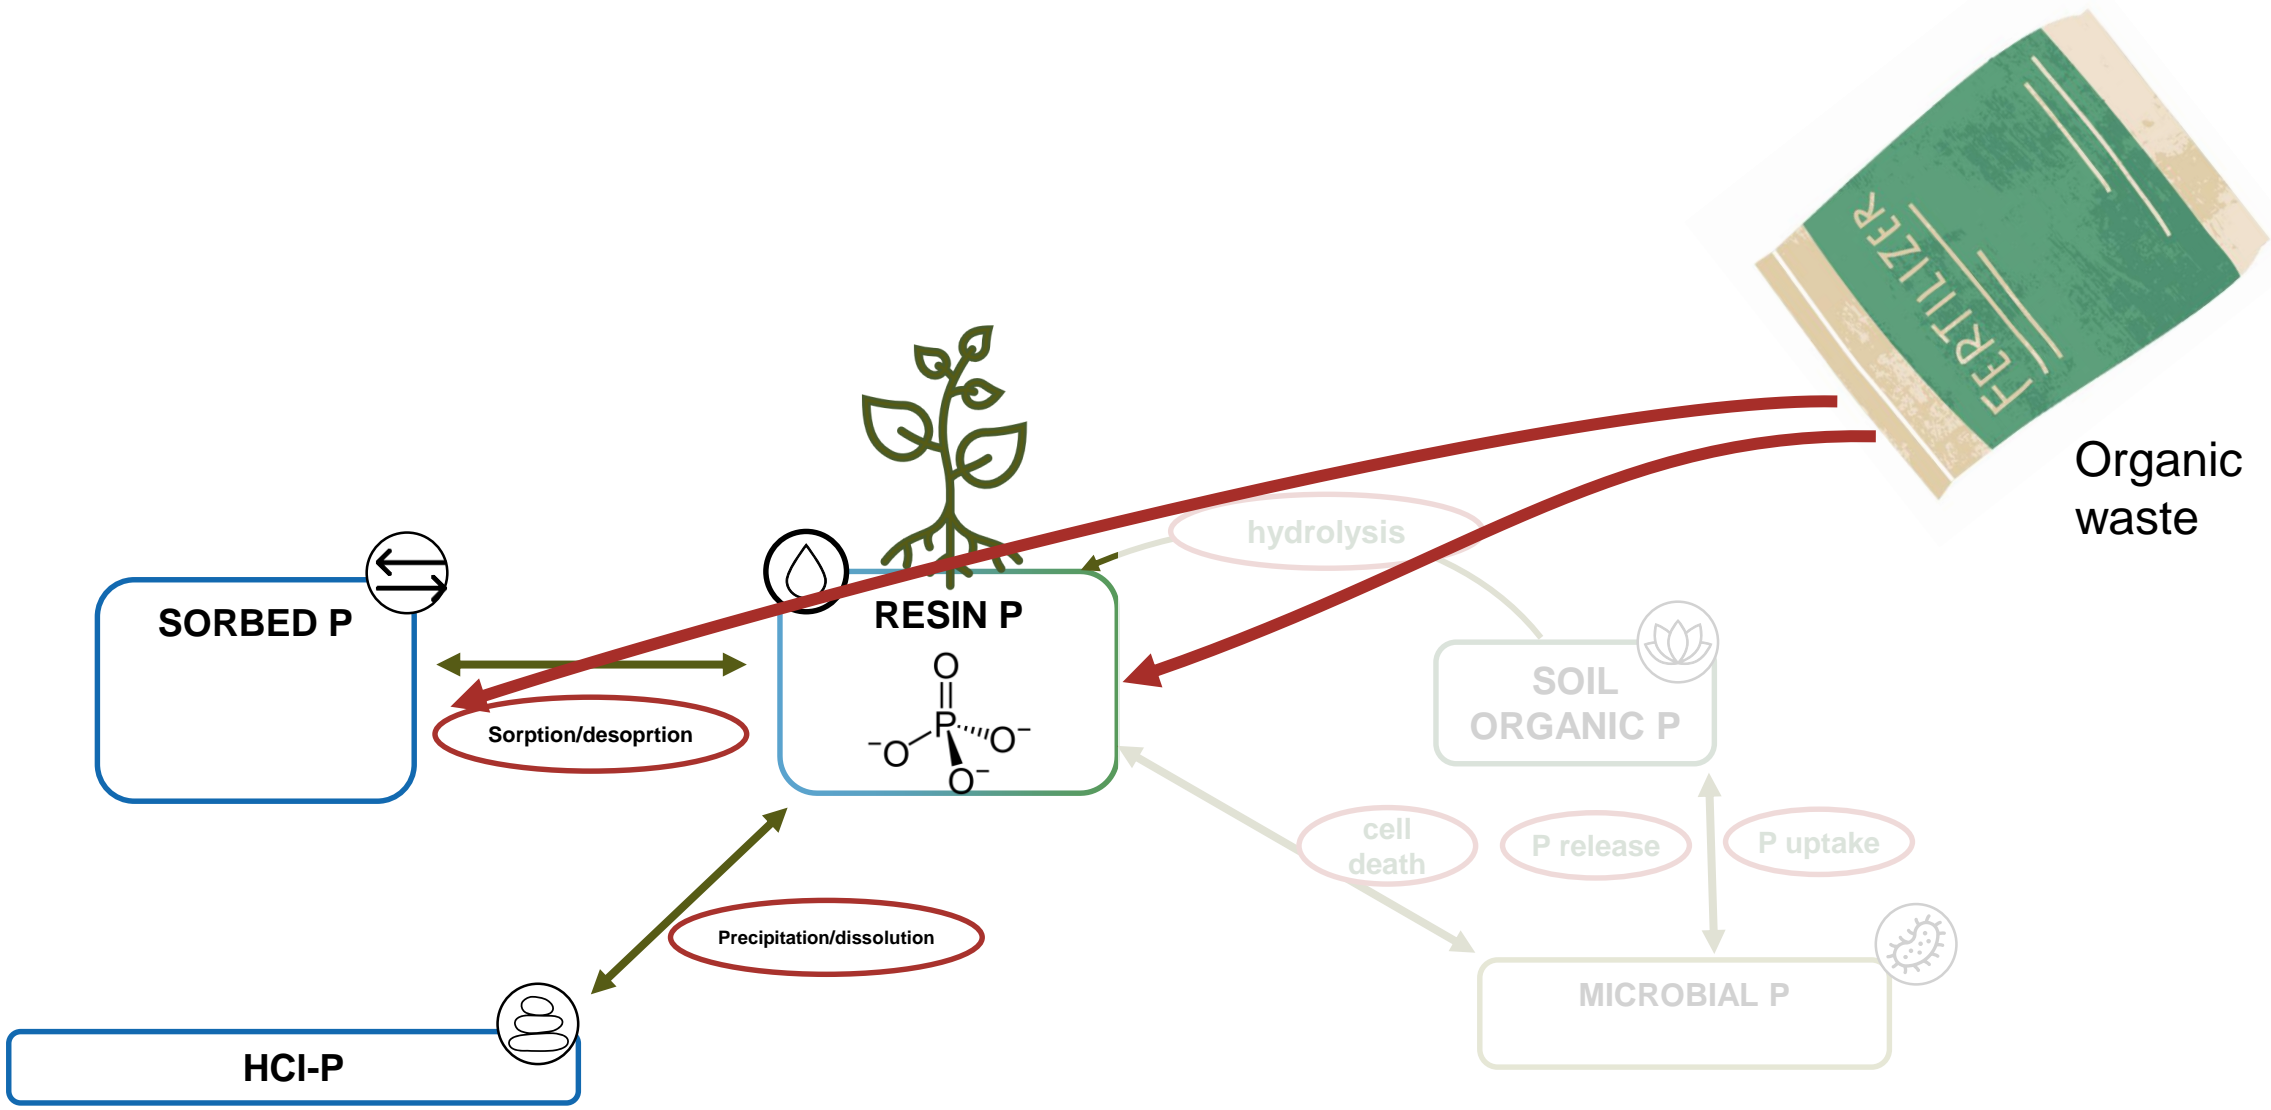 FERTILIZER
Organic
waste
hydrolysis
SORBED P
RESIN P
O
P
⁻O
O⁻
O⁻
Sorption/desoprtion
SOIL
ORGANIC P
cell
death
P release
P uptake
Precipitation/dissolution
MICROBIAL P
HCl-P